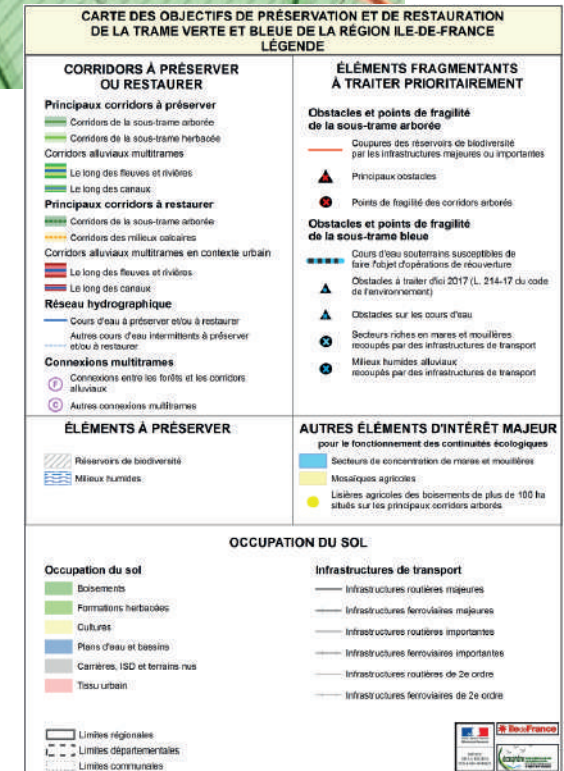 CARTE DES OBJECTIFS DE PRÉSERVATION ET DE RESTAURATION
DE LA TRAME VERTE ET BLEUE DE LA RÉGION ILE-DE-FRANCE
LÉGENDE
CORRIDORS À PRÉSERVER
OU RESTAURER
Principaux corridors à préserver
Corridors de la sous-trame arborée
Corridors de la sous-trame herbacée
Corridors alluviaux multitrames
Le long des fleuves et rivières
Le long des canaux
Principaux corridors à restaurer
Corridors de la sous-trame arborée
Corridors des milieux calcaires
Corridors alluviaux multitrames en contexte urbain
Le long des fleuves et rivières
Le long des canaux
Réseau hydrographique
Cours d'eau à préserver et/ou à restaurer
Autres cours d'eau intermittents à préserver
et/ou à restaurer
Connexions multitrames
F Connexions entre les forêts et les corridors
alluviaux
C Autres connexions multitrames
ÉLÉMENTS FRAGMENTANTS
À TRAITER PRIORITAIREMENT
Obstacles et points de fragilité
de la sous-trame arborée
Coupures des réservoirs de biodiversité
par les infrastructures majeures ou importantes
Principaux obstacles
Points de fragilité des corridors arborés
Obstacles et points de fragilité
de la sous-trame bleue
Cours d'eau souterrains susceptibles de
faire l'objet d'opérations de réouverture
Obstacles à traiter d'ici 2017 (L. 214-17 du code
de l'environnement)
Obstacles sur les cours d'eau
Secteurs riches en mares et mouillères
recoupés par des infrastructures de transport
Milieux humides alluviaux
recoupés par des infrastructures de transport
ÉLÉMENTS À PRÉSERVER
Réservoirs de biodiversité
Milieux humides
AUTRES ÉLÉMENTS D'INTÉRÊT MAJEUR
pour le fonctionnement des continuités écologiques
Secteurs de concentration de mares et mouillères
Mosaïques agricoles
Lisières agricoles des boisements de plus de 100 ha
situés sur les principaux corridors arborés
OCCUPATION DU SOL
Occupation du sol
Boisements
Formations herbacées
Cultures
Plans d'eau et bassins
Carrières, ISD et terrains nus
Tissu urbain
Infrastructures de transport
Infrastructures routières majeures
Infrastructures ferroviaires majeures
Infrastructures routières importantes
Infrastructures ferroviaires importantes
Infrastructures routières de 2e ordre
Infrastructures ferroviaires de 2e ordre
Limites régionales
Limites départementales
Limites communales
île de France